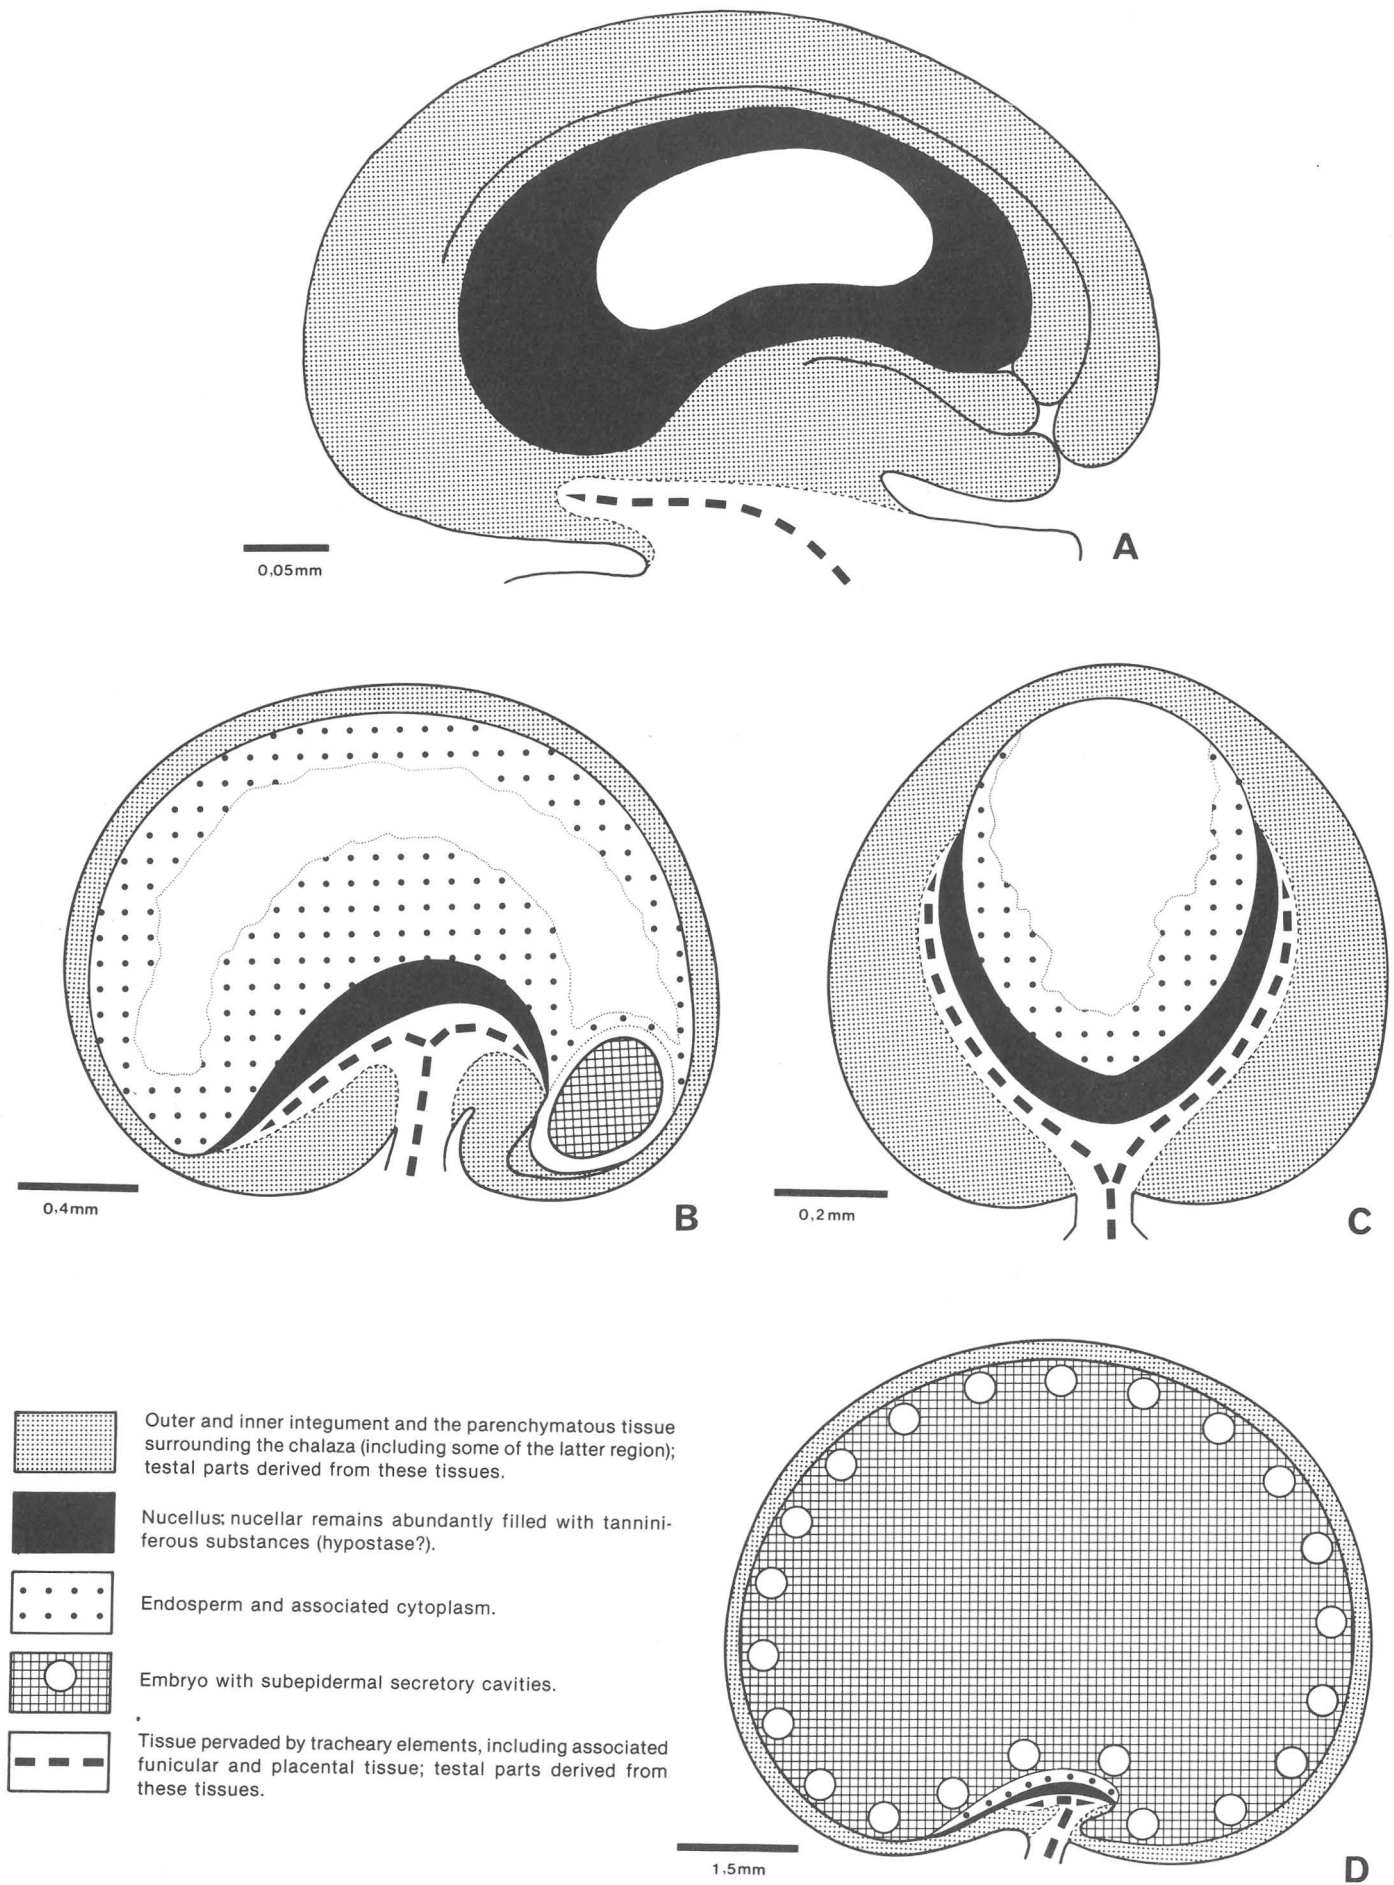 A
0,05mm
B
0,4mm
C
0,2mm
Outer and inner integument and the parenchymatous tissue
surrounding the chalaza (including some of the latter region);
testal parts derived from these tissues.
Nucellus: nucellar remains abundantly filled with tannini-
ferous substances (hypostase?).
Endosperm and associated cytoplasm.
Embryo with subepidermal secretory cavities.
Tissue pervaded by tracheary elements, including associated
funicular and placental tissue; testal parts derived from
these tissues.
1,5mm
D